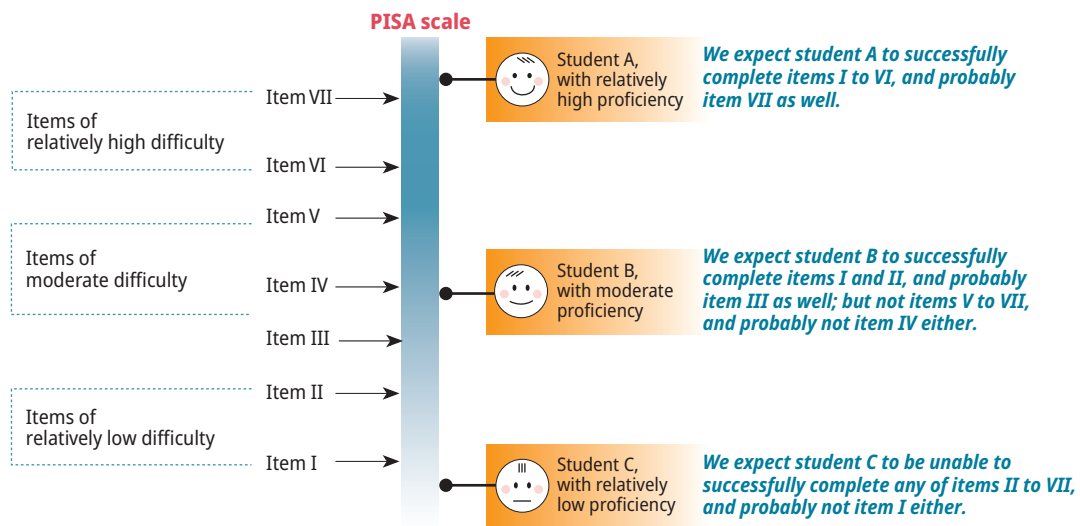 PISA scale
Item VII
Item VI
Item V
Item IV
Item III
Item II
Item I
Items of
relatively high difficulty
Items of
moderate difficulty
Items of
relatively low difficulty
Student A,
with relatively
high proficiency
We expect student A to successfully
complete items I to VI, and probably
item VII as well.
Student B,
with moderate
proficiency
We expect student B to successfully
complete items I and II, and probably
item III as well; but not items V to VII,
and probably not item IV either.
Student C,
with relatively
low proficiency
We expect student C to be unable to
successfully complete any of items II to VII,
and probably not item I either.